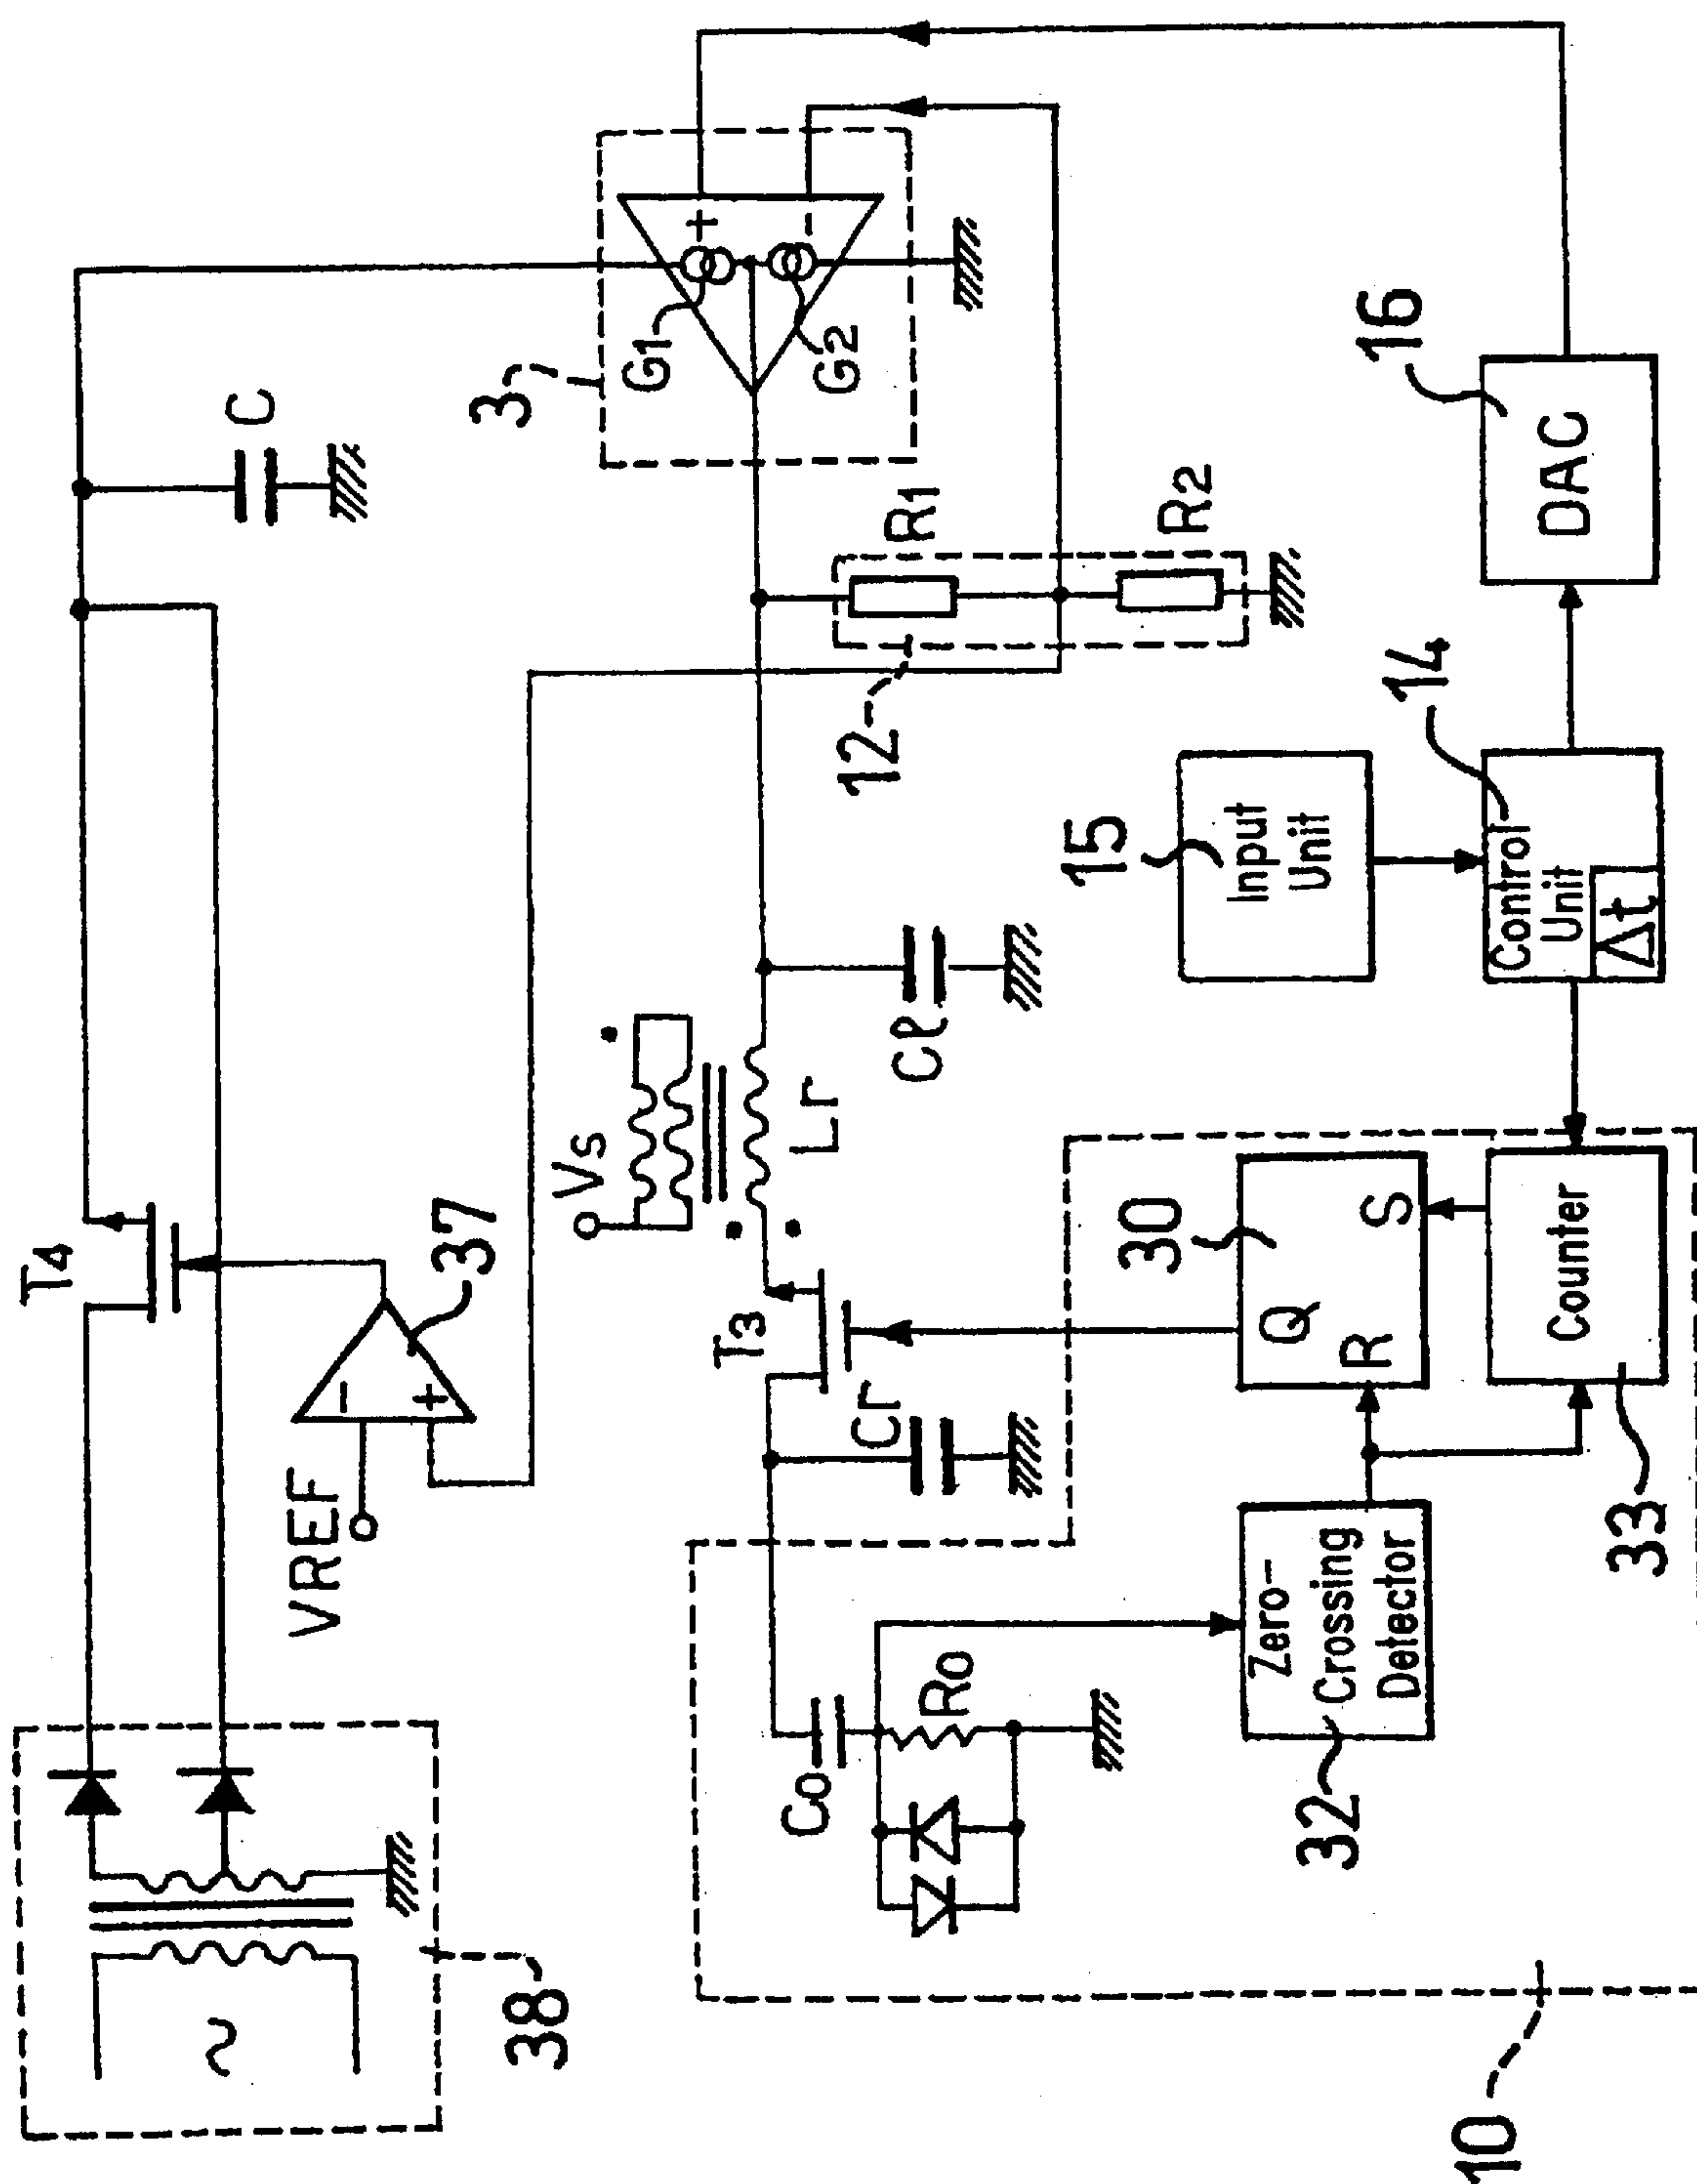 38
T4
VREF
−
+
37
C
3
G1
G2
+
-
Vs
T3
Lr
Cr
Cℓ
12
R1
R2
Co
Ro
10
32
Zero-
Crossing
Detector
30
Q
R
S
33
Counter
15
Input
Unit
14
Control
Unit
Δt
16
DAC